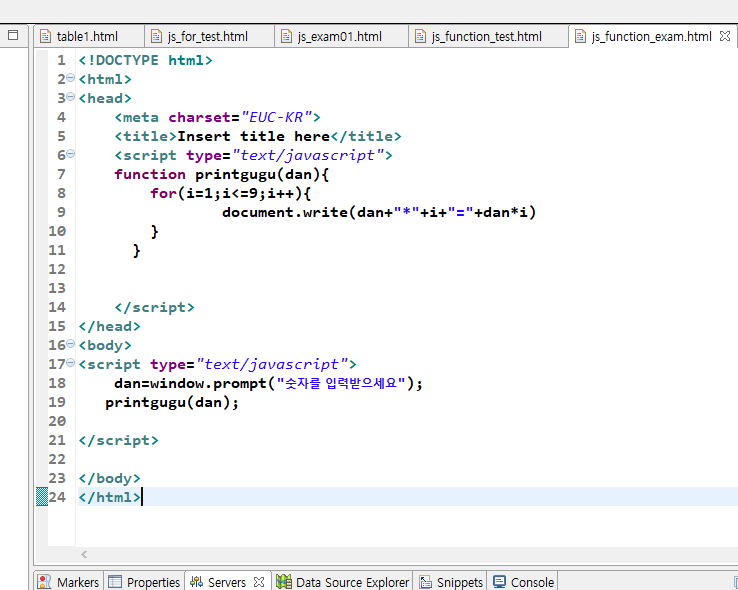 table1.html js_for_test.html js_exam01.html js_function_test.html js_function_exam.html
1 <!DOCTYPE html>
2 <html>
3 <head>
4 <meta charset="EUC-KR">
5 <title>Insert title here</title>
6 <script type="text/javascript">
7 function printgugu(dan){
8 for(i=1;i<=9;i++){
9 document.write(dan+"*"+i+"="+dan*i)
10 }
11 }
12
13
14 </script>
15 </head>
16 <body>
17 <script type="text/javascript">
18 dan=window.prompt("숫자를 입력받으세요");
19 printgugu(dan);
20
21 </script>
22
23 </body>
24 </html>
Markers Properties Servers Data Source Explorer Snippets Console